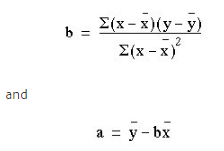 b = Σ(x - x̄)(y - ȳ) / Σ(x - x̄)²
and
a = ȳ - bx̄